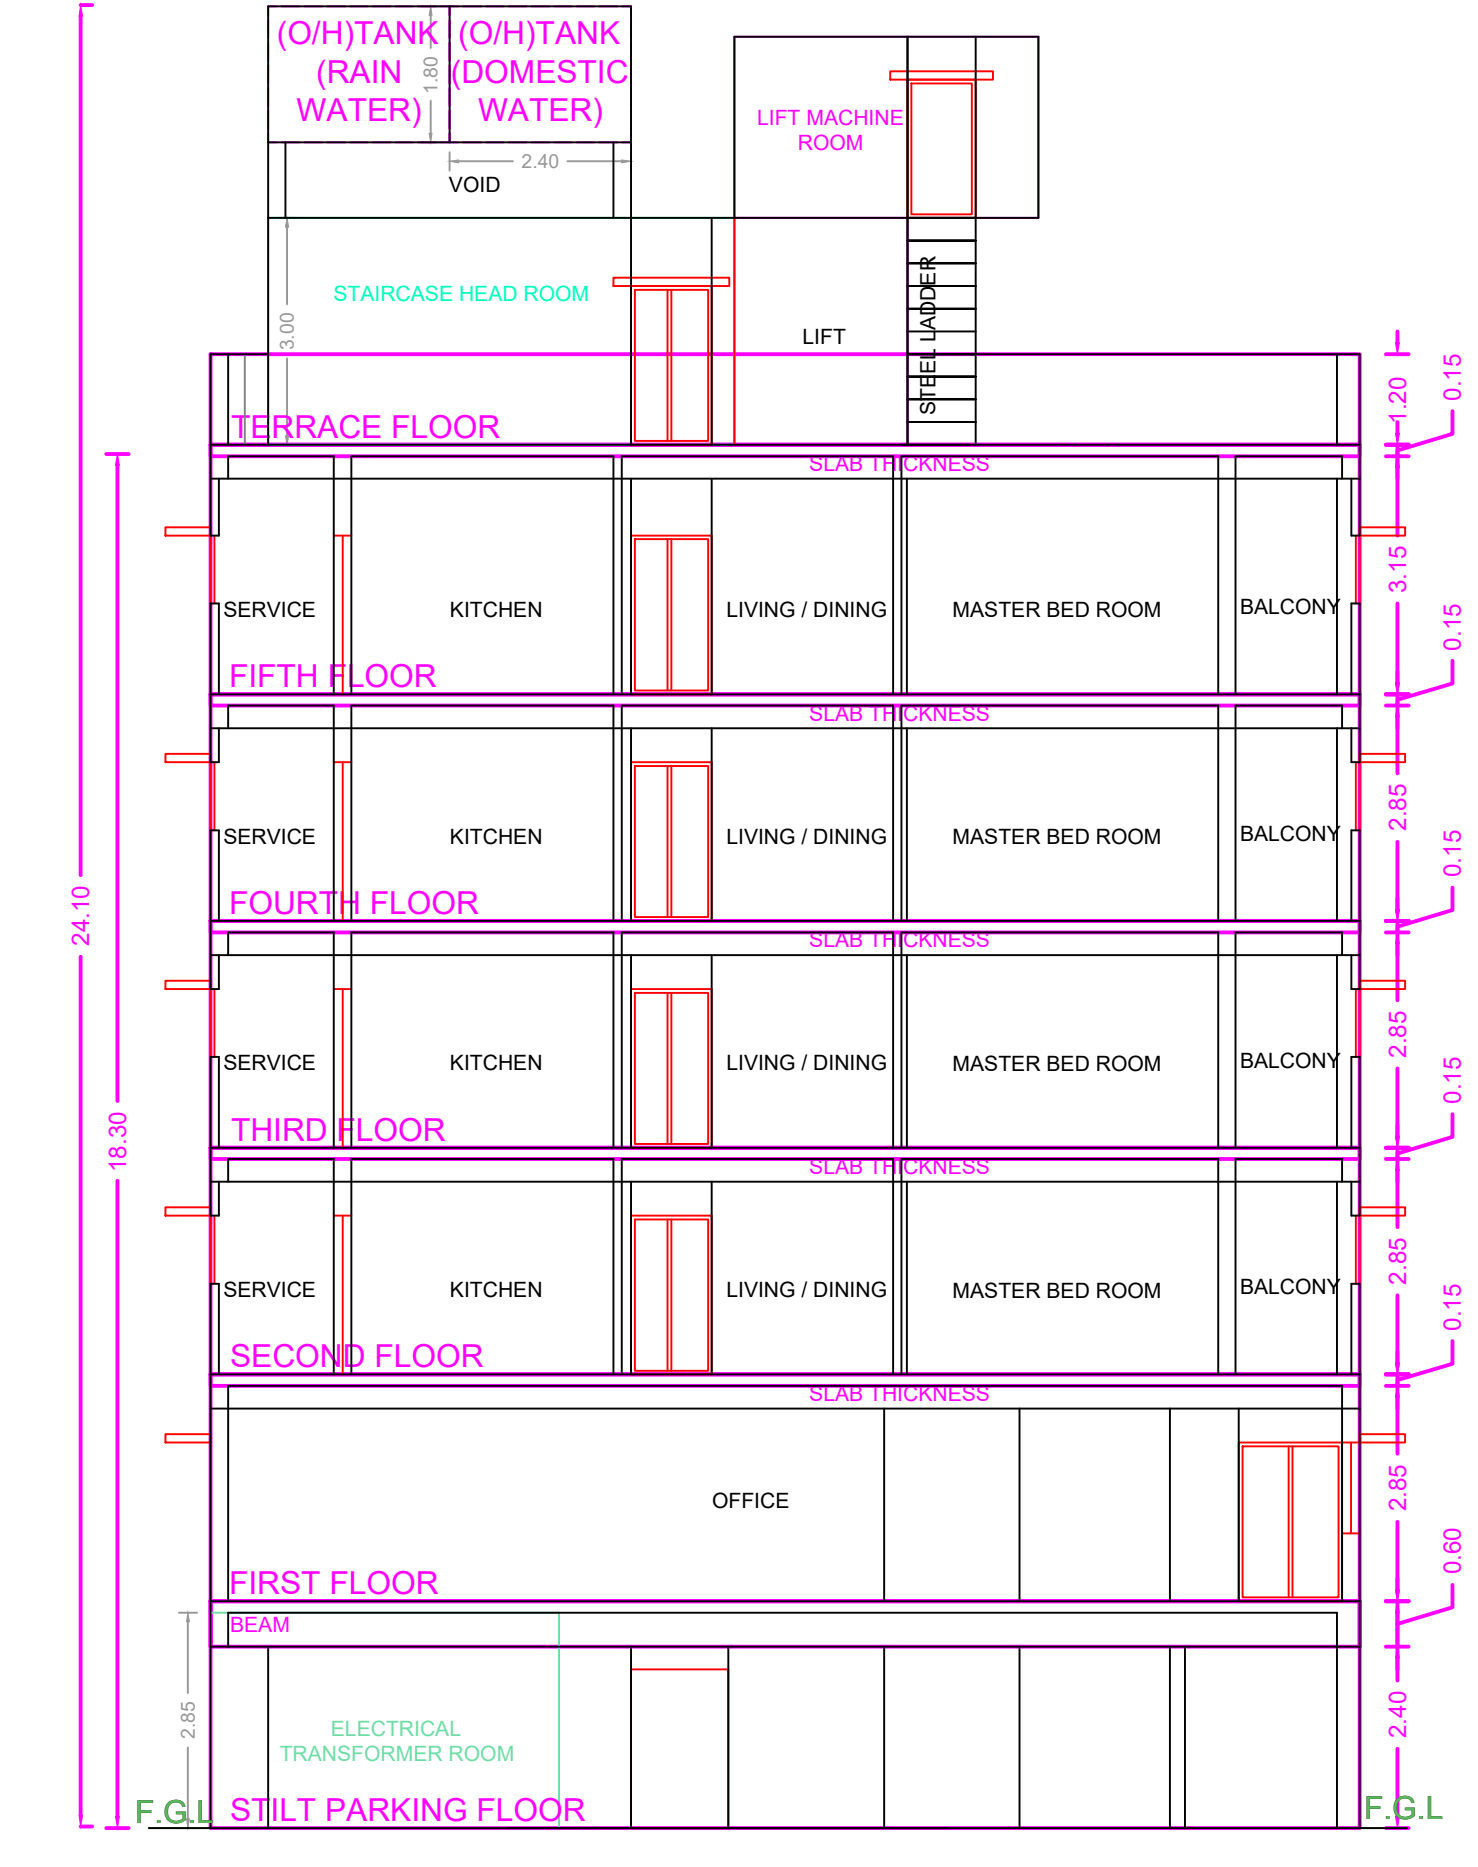 (O/H)TANK
(RAIN
WATER)
(O/H)TANK
(DOMESTIC
WATER)
1.80
2.40
VOID
LIFT MACHINE
ROOM
STAIRCASE HEAD ROOM
3.00
LIFT
STEEL LADDER
TERRACE FLOOR
1.20
0.15
SLAB THICKNESS
SERVICE
KITCHEN
LIVING / DINING
MASTER BED ROOM
BALCONY
3.15
FIFTH FLOOR
0.15
SLAB THICKNESS
SERVICE
KITCHEN
LIVING / DINING
MASTER BED ROOM
BALCONY
2.85
FOURTH FLOOR
0.15
24.10
SLAB THICKNESS
SERVICE
KITCHEN
LIVING / DINING
MASTER BED ROOM
BALCONY
2.85
THIRD FLOOR
0.15
18.30
SLAB THICKNESS
SERVICE
KITCHEN
LIVING / DINING
MASTER BED ROOM
BALCONY
2.85
SECOND FLOOR
0.15
SLAB THICKNESS
OFFICE
2.85
FIRST FLOOR
0.60
BEAM
2.85
ELECTRICAL
TRANSFORMER ROOM
2.40
F.G.L
STILT PARKING FLOOR
F.G.L